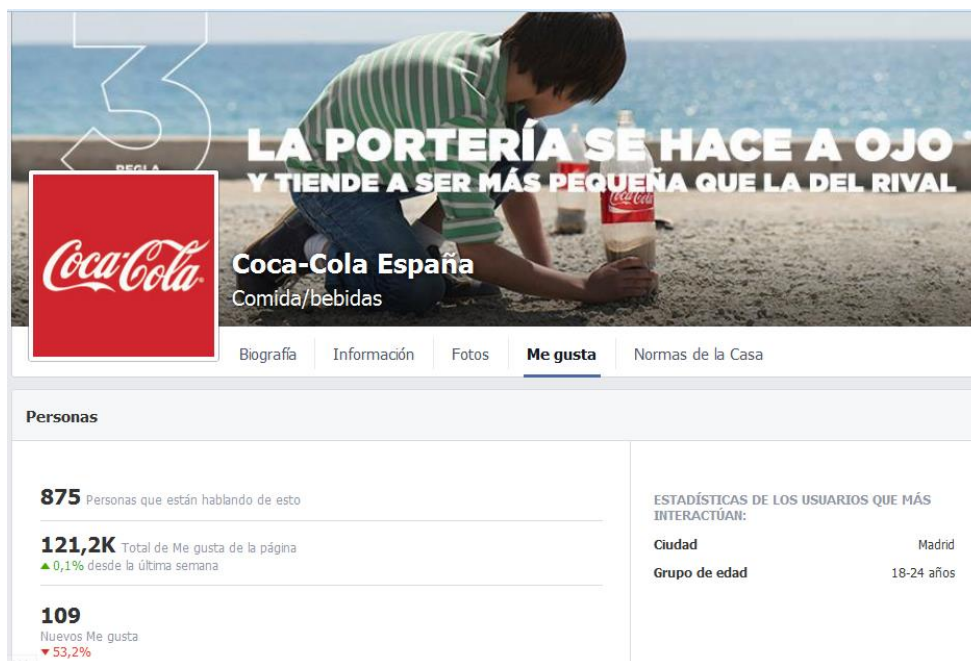 3
REGLA
LA PORTERÍA SE HACE A OJO
Y TIENDE A SER MÁS PEQUEÑA QUE LA DEL RIVAL
Coca-Cola
Coca-Cola
Coca-Cola España
Comida/bebidas
Biografía Información Fotos Me gusta Normas de la Casa
Personas
875 Personas que están hablando de esto
121,2K Total de Me gusta de la página
▲ 0,1% desde la última semana
109
Nuevos Me gusta
▼ 53,2%
ESTADÍSTICAS DE LOS USUARIOS QUE MÁS
INTERACTÚAN:
Ciudad Madrid
Grupo de edad 18-24 años